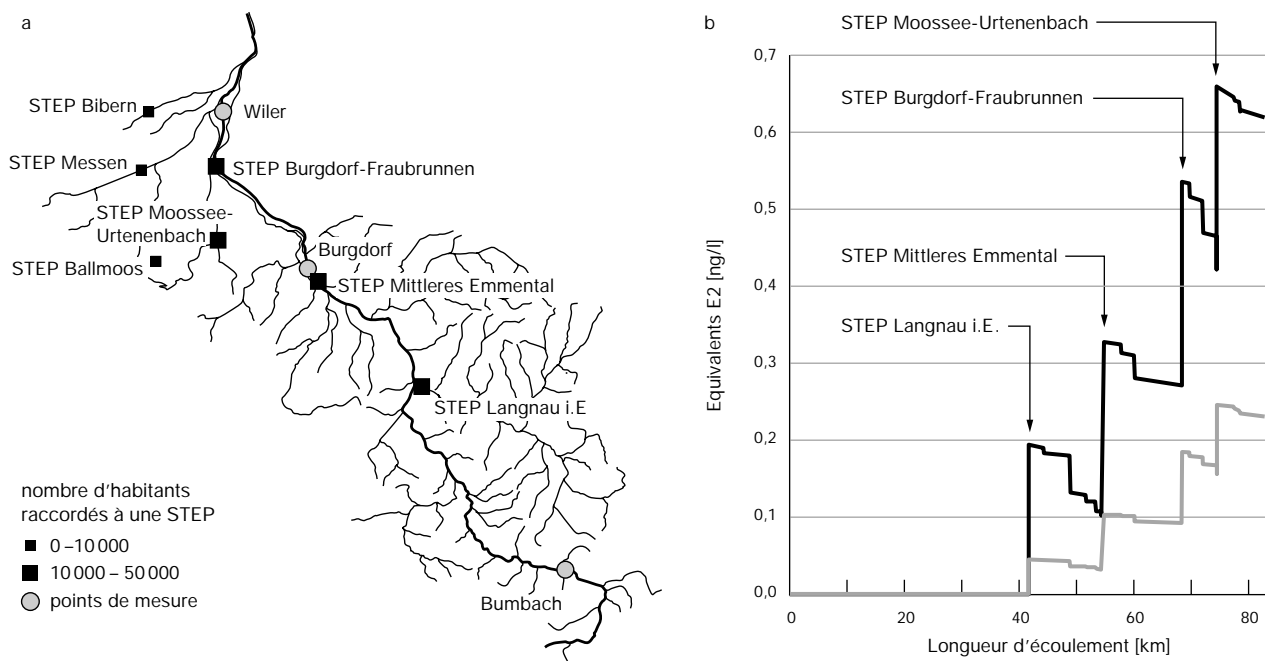 a
STEP Bibern
Wiler
STEP Messen
STEP Burgdorf-Fraubrunnen
STEP Moossee-
Urtenenbach
Burgdorf
STEP Ballmoos
STEP Mittleres Emmental
STEP Langnau i.E
Bumbach
nombre d'habitants
raccordés à une STEP
0–10 000
10 000 – 50 000
points de mesure
b
STEP Moossee-Urtenenbach
STEP Burgdorf-Fraubrunnen
STEP Mittleres Emmental
STEP Langnau i.E.
Equivalents E2 [ng/l]
0,7
0,6
0,5
0,4
0,3
0,2
0,1
0,0
0 20 40 60 80
Longueur d'écoulement [km]